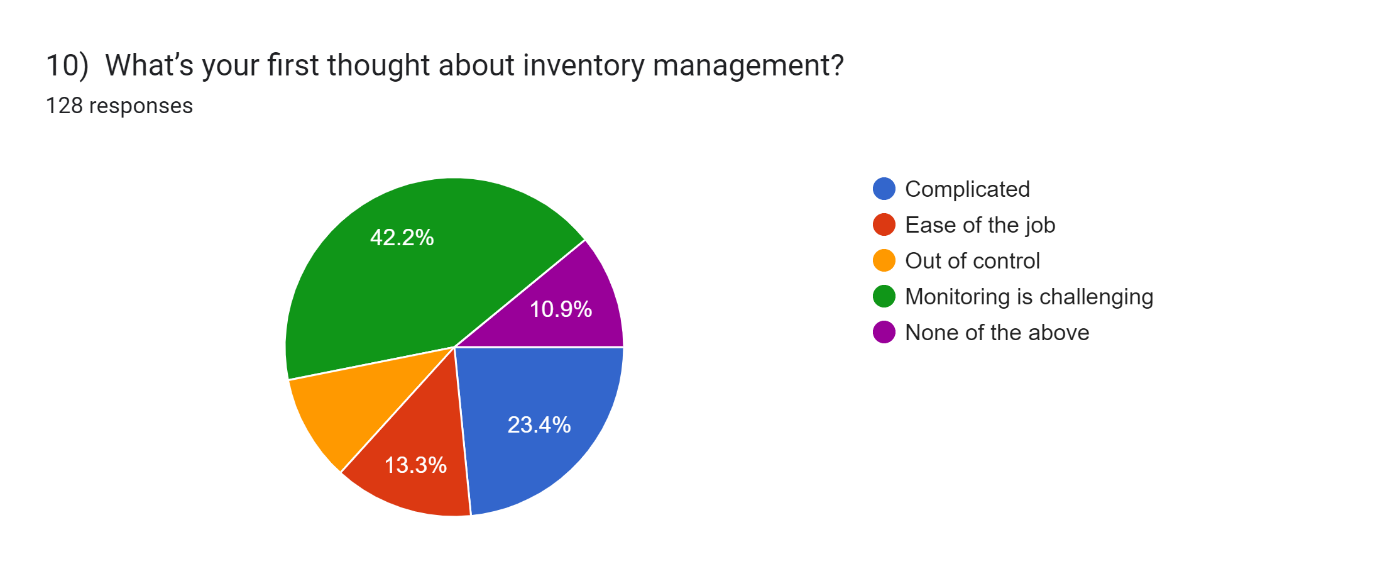 10) What’s your first thought about inventory management?
128 responses
42.2%
10.9%
23.4%
13.3%
Complicated
Ease of the job
Out of control
Monitoring is challenging
None of the above